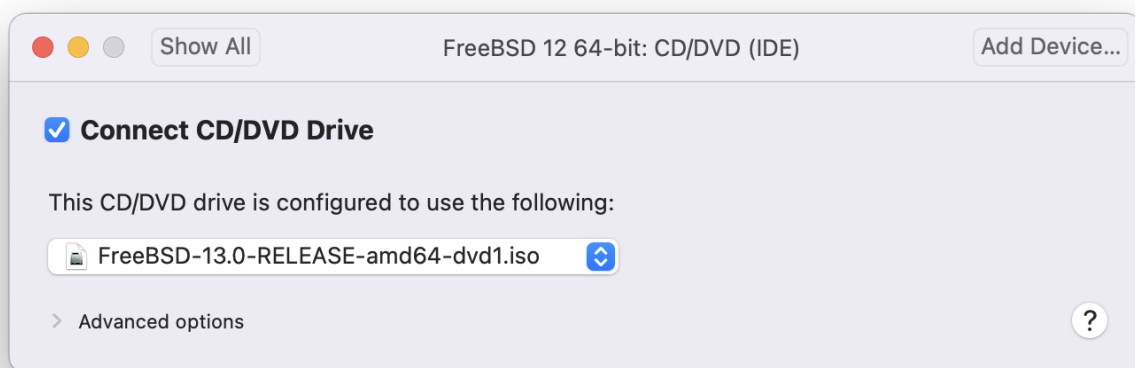 Show All FreeBSD 12 64-bit: CD/DVD (IDE) Add Device...
Connect CD/DVD Drive
This CD/DVD drive is configured to use the following:
FreeBSD-13.0-RELEASE-amd64-dvd1.iso
Advanced options ?